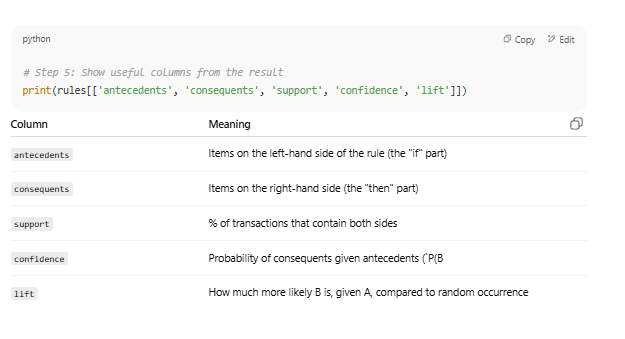 python Copy Edit
# Step 5: Show useful columns from the result
print(rules[['antecedents', 'consequents', 'support', 'confidence', 'lift']])
Column Meaning
antecedents Items on the left-hand side of the rule (the "if" part)
consequents Items on the right-hand side (the "then" part)
support % of transactions that contain both sides
confidence Probability of consequents given antecedents (`P(B
lift How much more likely B is, given A, compared to random occurrence